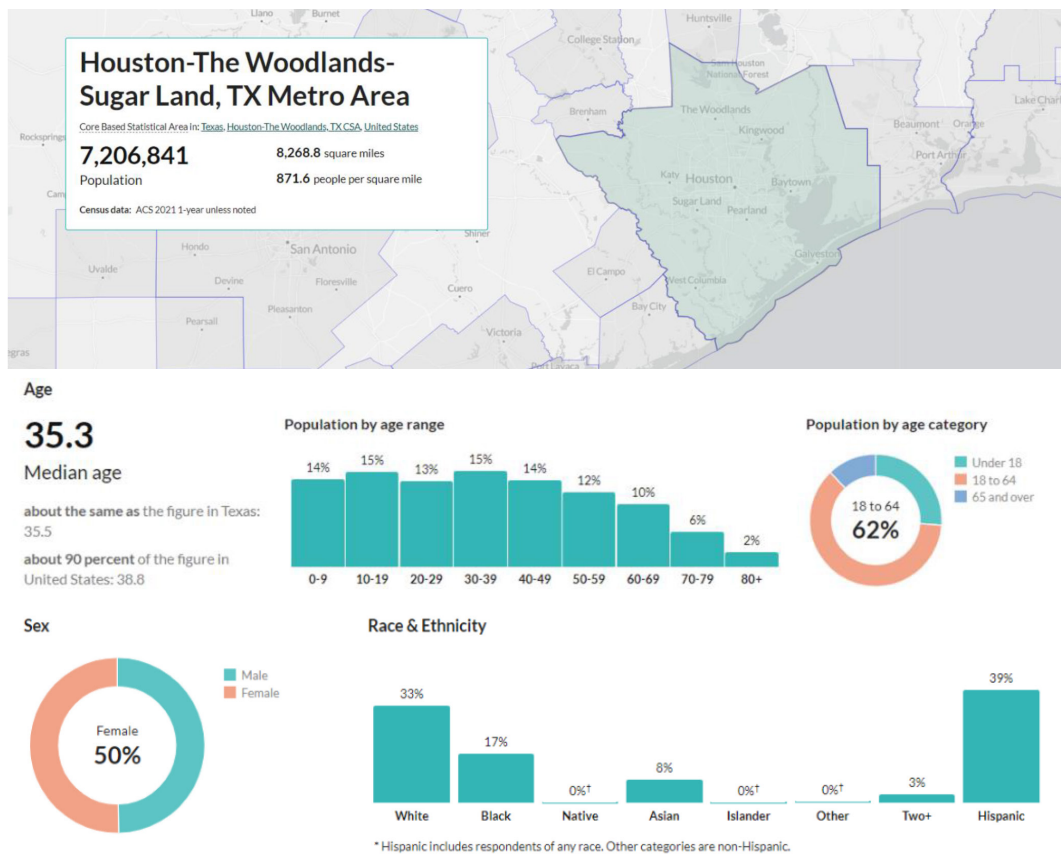 Llano
Burnet
Huntsville
College Station
Sam Houston
National Forest
Houston-The Woodlands-
Sugar Land, TX Metro Area
Core Based Statistical Area in: Texas, Houston-The Woodlands, TX CSA, United States
7,206,841
Population
8,268.8 square miles
871.6 people per square mile
Census data: ACS 2021 1-year unless noted
Rocksprings
Brenham
The Woodlands
Kingwood
Beaumont
Orange
Lake Char
Port Arthur
Katy
Houston
Baytown
Sugar Land
Pearland
Galveston
West Columbia
Shiner
Hondo
San Antonio
Uvalde
Devine
Floresville
Cuero
El Campo
Bay City
Pearsall
Pleasanton
Victoria
Port Lavaca
egras
Age
35.3
Median age
about the same as the figure in Texas:
35.5
about 90 percent of the figure in
United States: 38.8
Population by age range
14%
15%
13%
15%
14%
12%
10%
6%
2%
0-9
10-19
20-29
30-39
40-49
50-59
60-69
70-79
80+
Population by age category
Under 18
18 to 64
65 and over
18 to 64
62%
Sex
Male
Female
Female
50%
Race & Ethnicity
33%
17%
0%†
8%
0%†
0%†
3%
39%
White
Black
Native
Asian
Islander
Other
Two+
Hispanic
* Hispanic includes respondents of any race. Other categories are non-Hispanic.